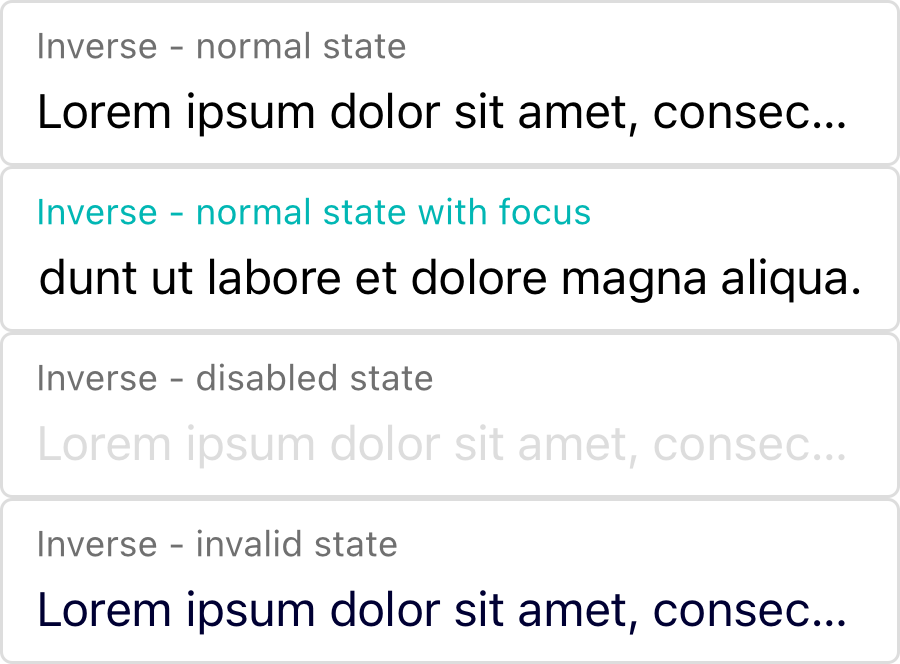 Inverse - normal state
Lorem ipsum dolor sit amet, consec...
Inverse - normal state with focus
dunt ut labore et dolore magna aliqua.
Inverse - disabled state
Lorem ipsum dolor sit amet, consec...
Inverse - invalid state
Lorem ipsum dolor sit amet, consec...